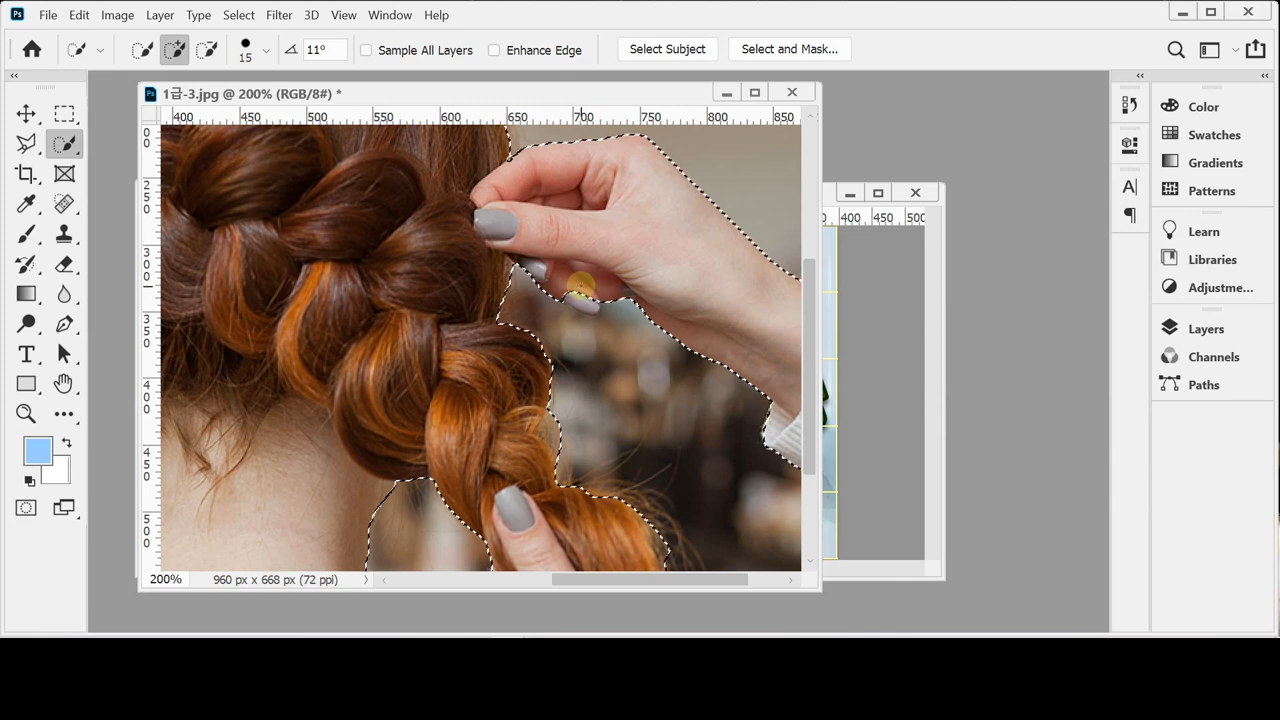 Ps File Edit Image Layer Type Select Filter 3D View Window Help
15 11° Sample All Layers Enhance Edge Select Subject Select and Mask...
1급-3.jpg @ 200% (RGB/8#) *
400 450 500 550 600 650 700 750 800 850
0
250
300
350
400
450
500
400 450 500
200% 960 px x 668 px (72 ppi)
Color
Swatches
Gradients
Patterns
Learn
Libraries
Adjustme...
Layers
Channels
Paths